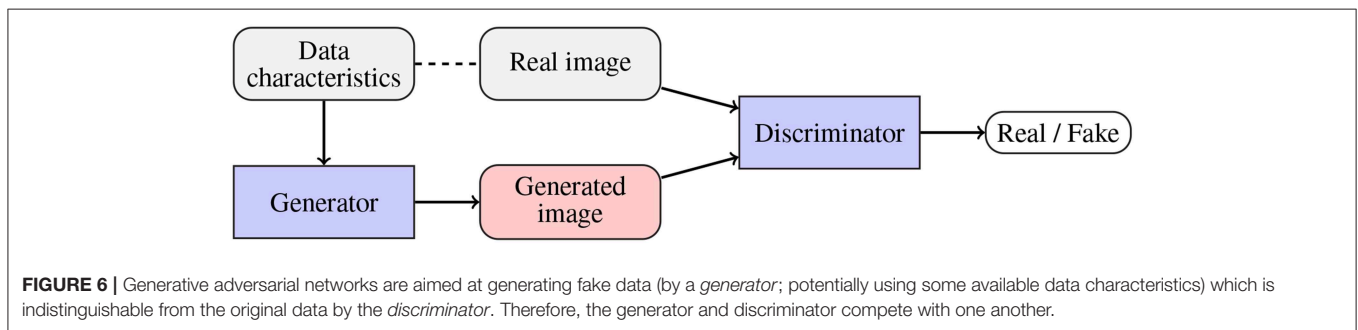 Data
characteristics
Real image
Discriminator
Real / Fake
Generator
Generated
image
FIGURE 6 | Generative adversarial networks are aimed at generating fake data (by a generator; potentially using some available data characteristics) which is
indistinguishable from the original data by the discriminator. Therefore, the generator and discriminator compete with one another.